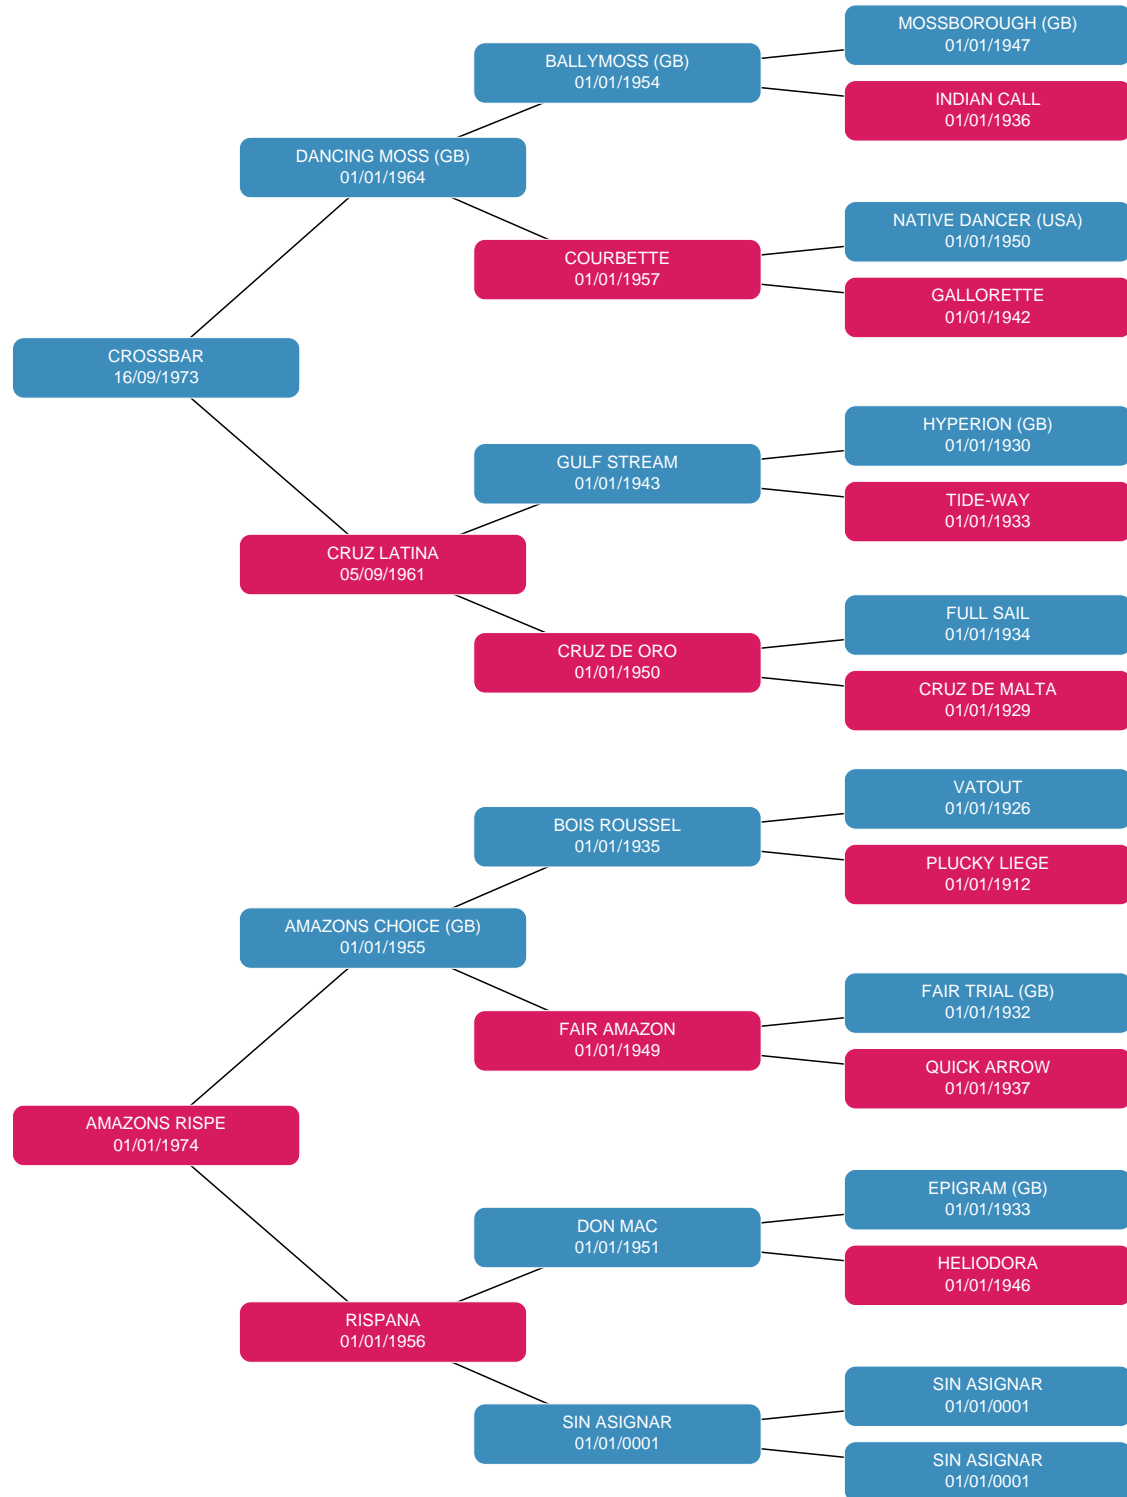 MOSSBOROUGH (GB)
01/01/1947
BALLYMOSS (GB)
01/01/1954
INDIAN CALL
01/01/1936
DANCING MOSS (GB)
01/01/1964
NATIVE DANCER (USA)
01/01/1950
COURBETTE
01/01/1957
GALLORETTE
01/01/1942
CROSSBAR
16/09/1973
HYPERION (GB)
01/01/1930
GULF STREAM
01/01/1943
TIDE-WAY
01/01/1933
CRUZ LATINA
05/09/1961
FULL SAIL
01/01/1934
CRUZ DE ORO
01/01/1950
CRUZ DE MALTA
01/01/1929
VATOUT
01/01/1926
BOIS ROUSSEL
01/01/1935
PLUCKY LIEGE
01/01/1912
AMAZONS CHOICE (GB)
01/01/1955
FAIR TRIAL (GB)
01/01/1932
FAIR AMAZON
01/01/1949
QUICK ARROW
01/01/1937
AMAZONS RISPE
01/01/1974
EPIGRAM (GB)
01/01/1933
DON MAC
01/01/1951
HELIODORA
01/01/1946
RISPANA
01/01/1956
SIN ASIGNAR
01/01/0001
SIN ASIGNAR
01/01/0001
SIN ASIGNAR
01/01/0001